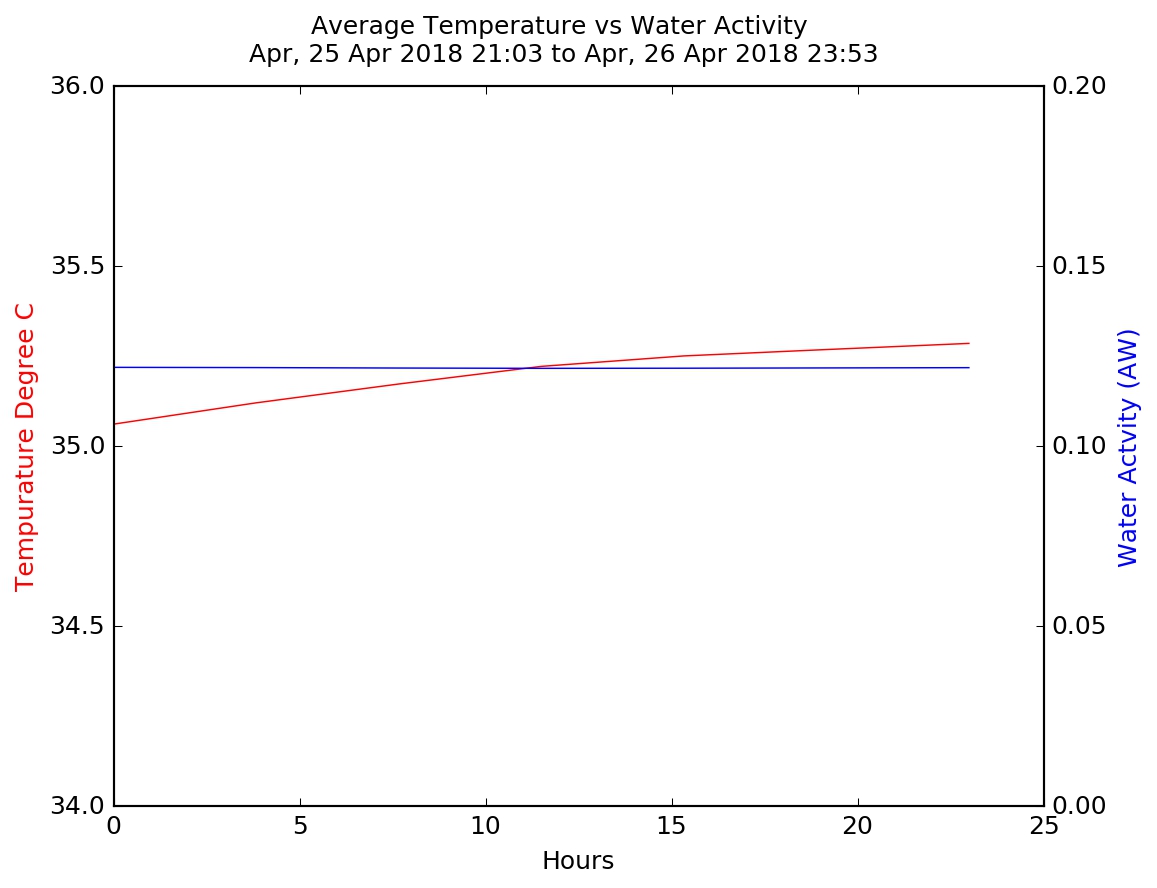 Average Temperature vs Water Activity
Apr, 25 Apr 2018 21:03 to Apr, 26 Apr 2018 23:53
36.0
35.5
35.0
34.5
34.0
Tempurature Degree C
0.20
0.15
0.10
0.05
0.00
Water Actvity (AW)
0 5 10 15 20 25
Hours